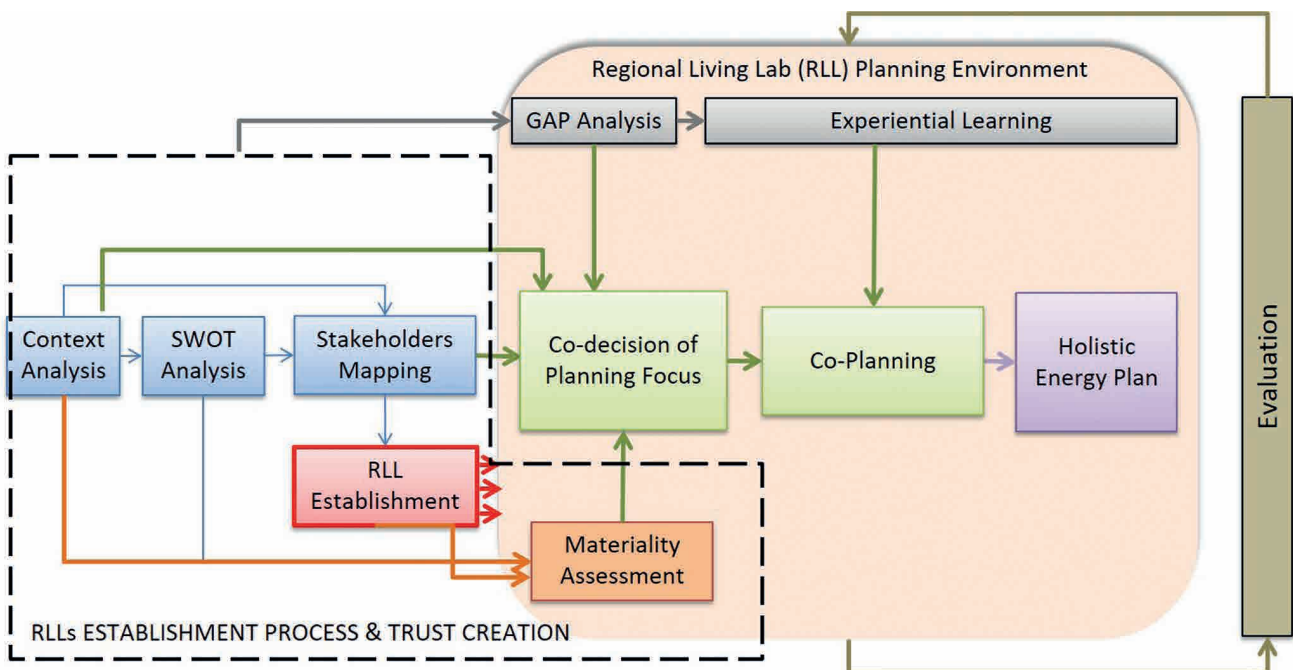 Regional Living Lab (RLL) Planning Environment
GAP Analysis
Experiential Learning
Context
Analysis
SWOT
Analysis
Stakeholders
Mapping
Co-decision of
Planning Focus
Co-Planning
Holistic
Energy Plan
Evaluation
RLL
Establishment
Materiality
Assessment
RLLs ESTABLISHMENT PROCESS & TRUST CREATION